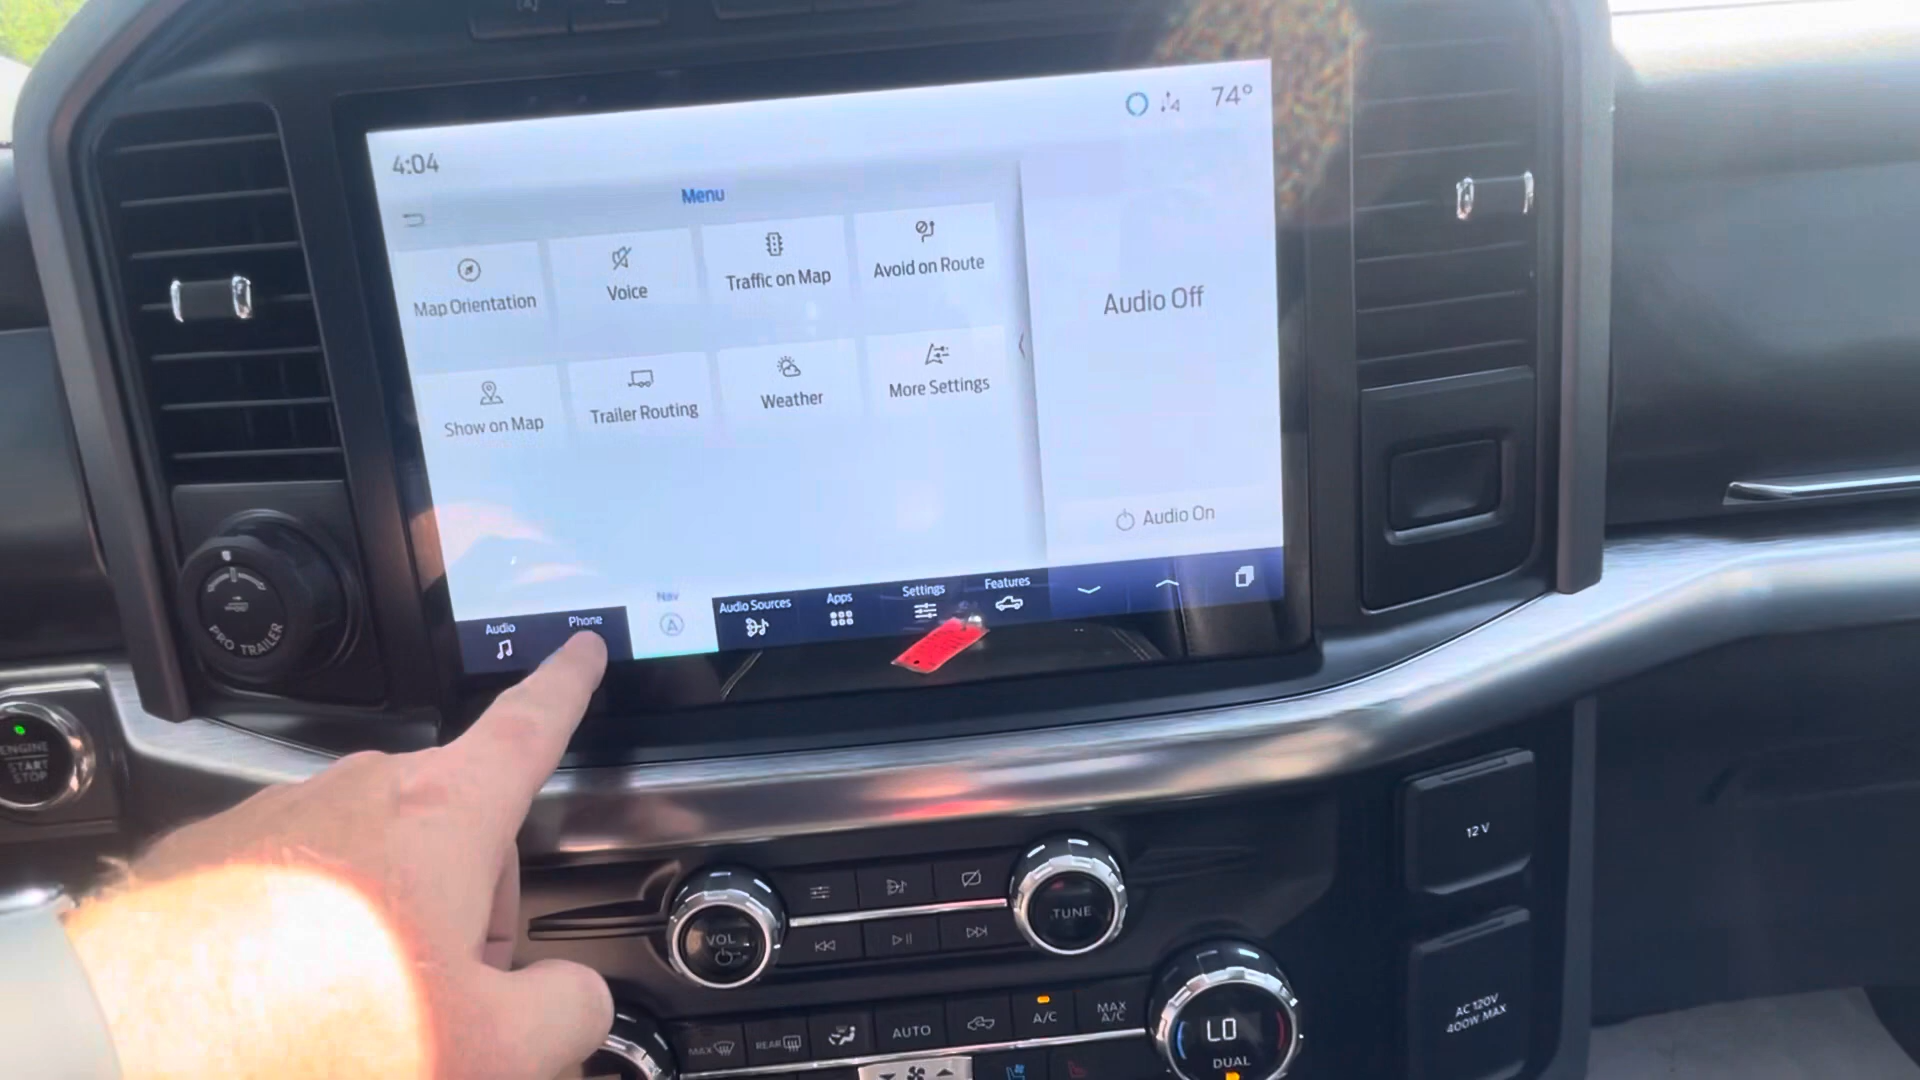 74°
4:04
Menu
Map Orientation
Voice
Traffic on Map
Avoid on Route
Audio Off
Show on Map
Trailer Routing
Weather
More Settings
Audio On
Audio
Phone
Nav
Audio Sources
Apps
Settings
Features
PRO TRAILER
ENGINE
START
STOP
12V
VOL
TUNE
AC 120V
400W MAX
MAX
REAR
AUTO
A/C
MAX
A/C
LO
DUAL